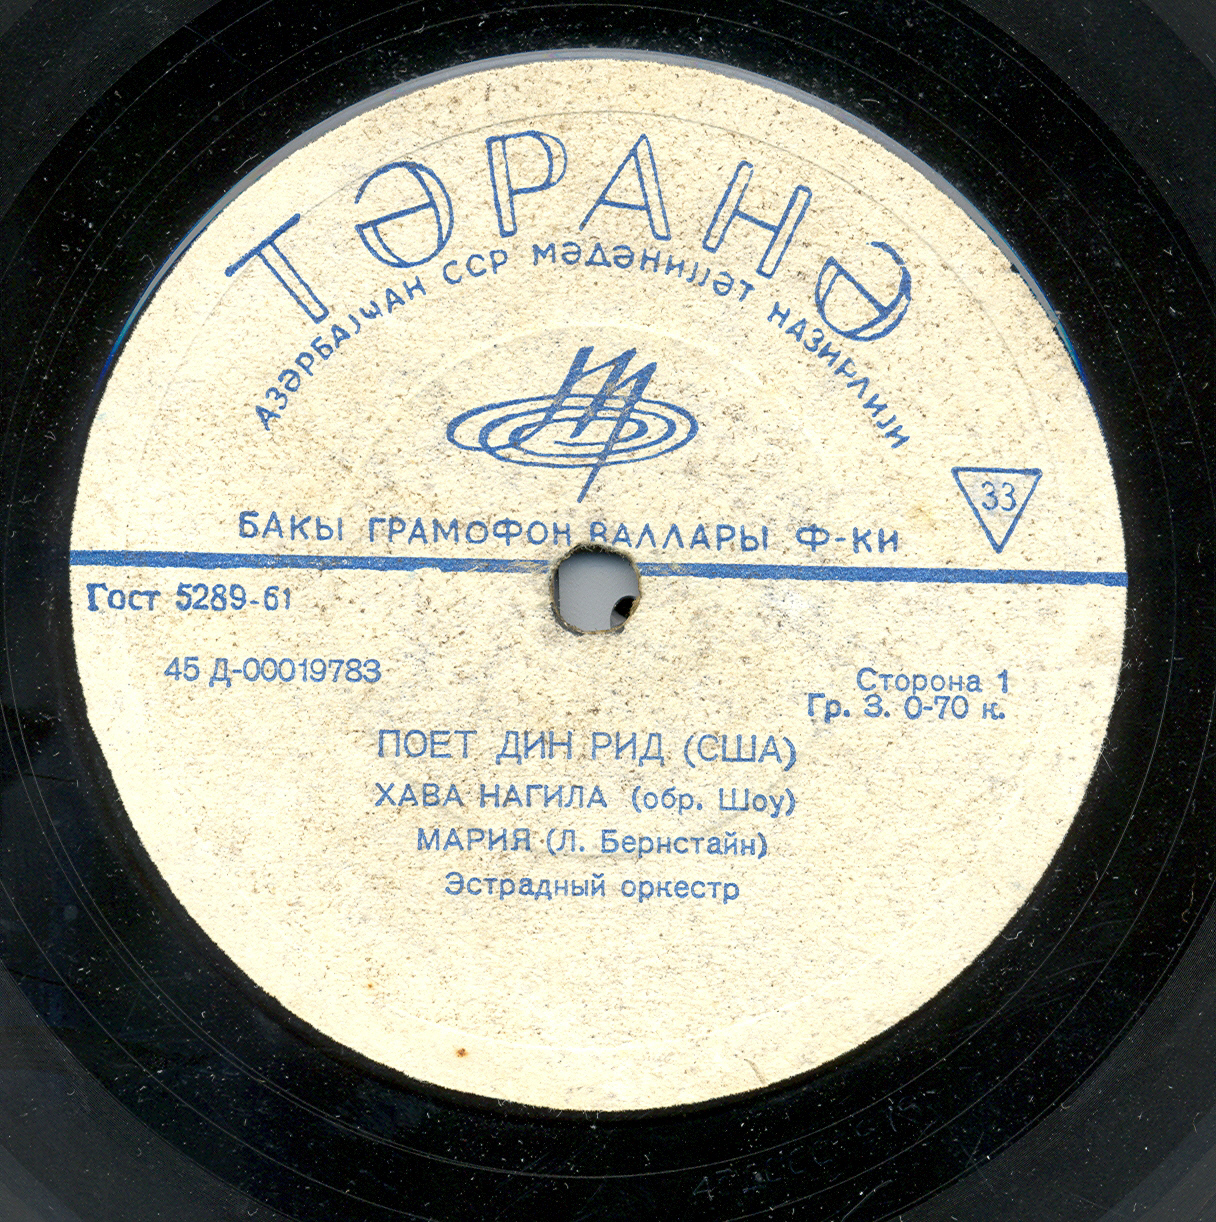 ТӘРАНӘ
АЗӘРБАЈҸАН ССР МӘДӘНИЈЈӘТ НАЗИРЛИЈИ
БАКЫ ГРАМОФОН ВАЛЛАРЫ Ф-КИ
33
Гост 5289-61
45 Д-00019783
Сторона 1
Гр. 3. 0-70 к.
ПОЕТ ДИН РИД (США)
ХАВА НАГИЛА (обр. Шоу)
МАРИЯ (Л. Бернстайн)
Эстрадный оркестр